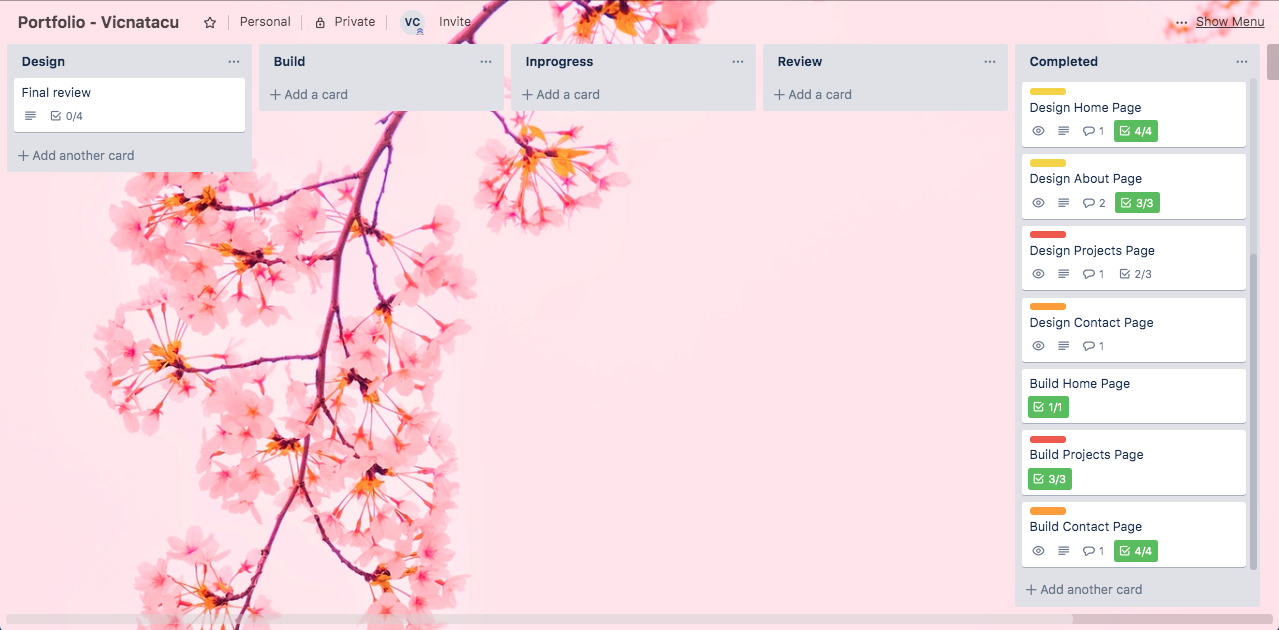 Portfolio - Vicnatacu
Personal
Private
VC
Invite
Show Menu
Design
Final review
0/4
Add another card
Build
Add a card
Inprogress
Add a card
Review
Add a card
Completed
Design Home Page
1 4/4
Design About Page
2 3/3
Design Projects Page
1 2/3
Design Contact Page
1
Build Home Page
1/1
Build Projects Page
3/3
Build Contact Page
1 4/4
Add another card